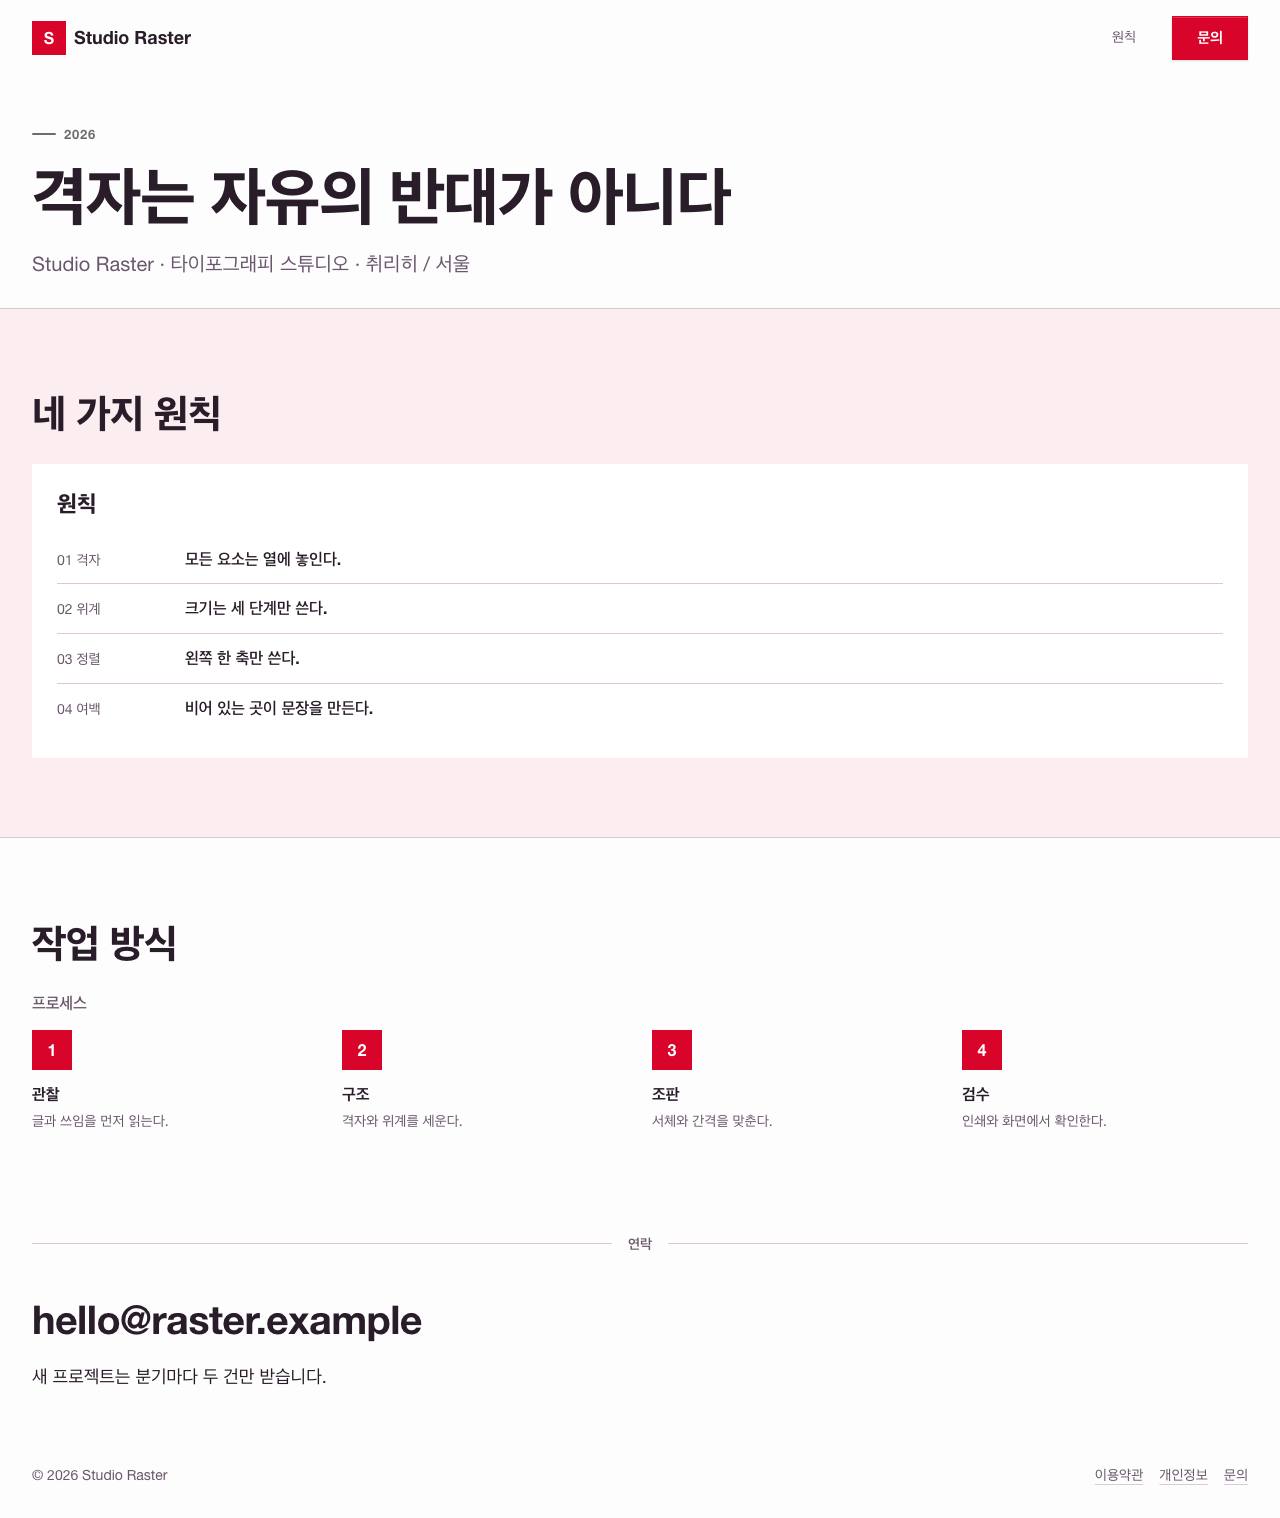 S Studio Raster
원칙
문의
2026
격자는 자유의 반대가 아니다
Studio Raster · 타이포그래피 스튜디오 · 취리히 / 서울
네 가지 원칙
원칙
01 격자 모든 요소는 열에 놓인다.
02 위계 크기는 세 단계만 쓴다.
03 정렬 왼쪽 한 축만 쓴다.
04 여백 비어 있는 곳이 문장을 만든다.
작업 방식
프로세스
1
관찰
글과 쓰임을 먼저 읽는다.
2
구조
격자와 위계를 세운다.
3
조판
서체와 간격을 맞춘다.
4
검수
인쇄와 화면에서 확인한다.
연락
hello@raster.example
새 프로젝트는 분기마다 두 건만 받습니다.
© 2026 Studio Raster
이용약관 개인정보 문의